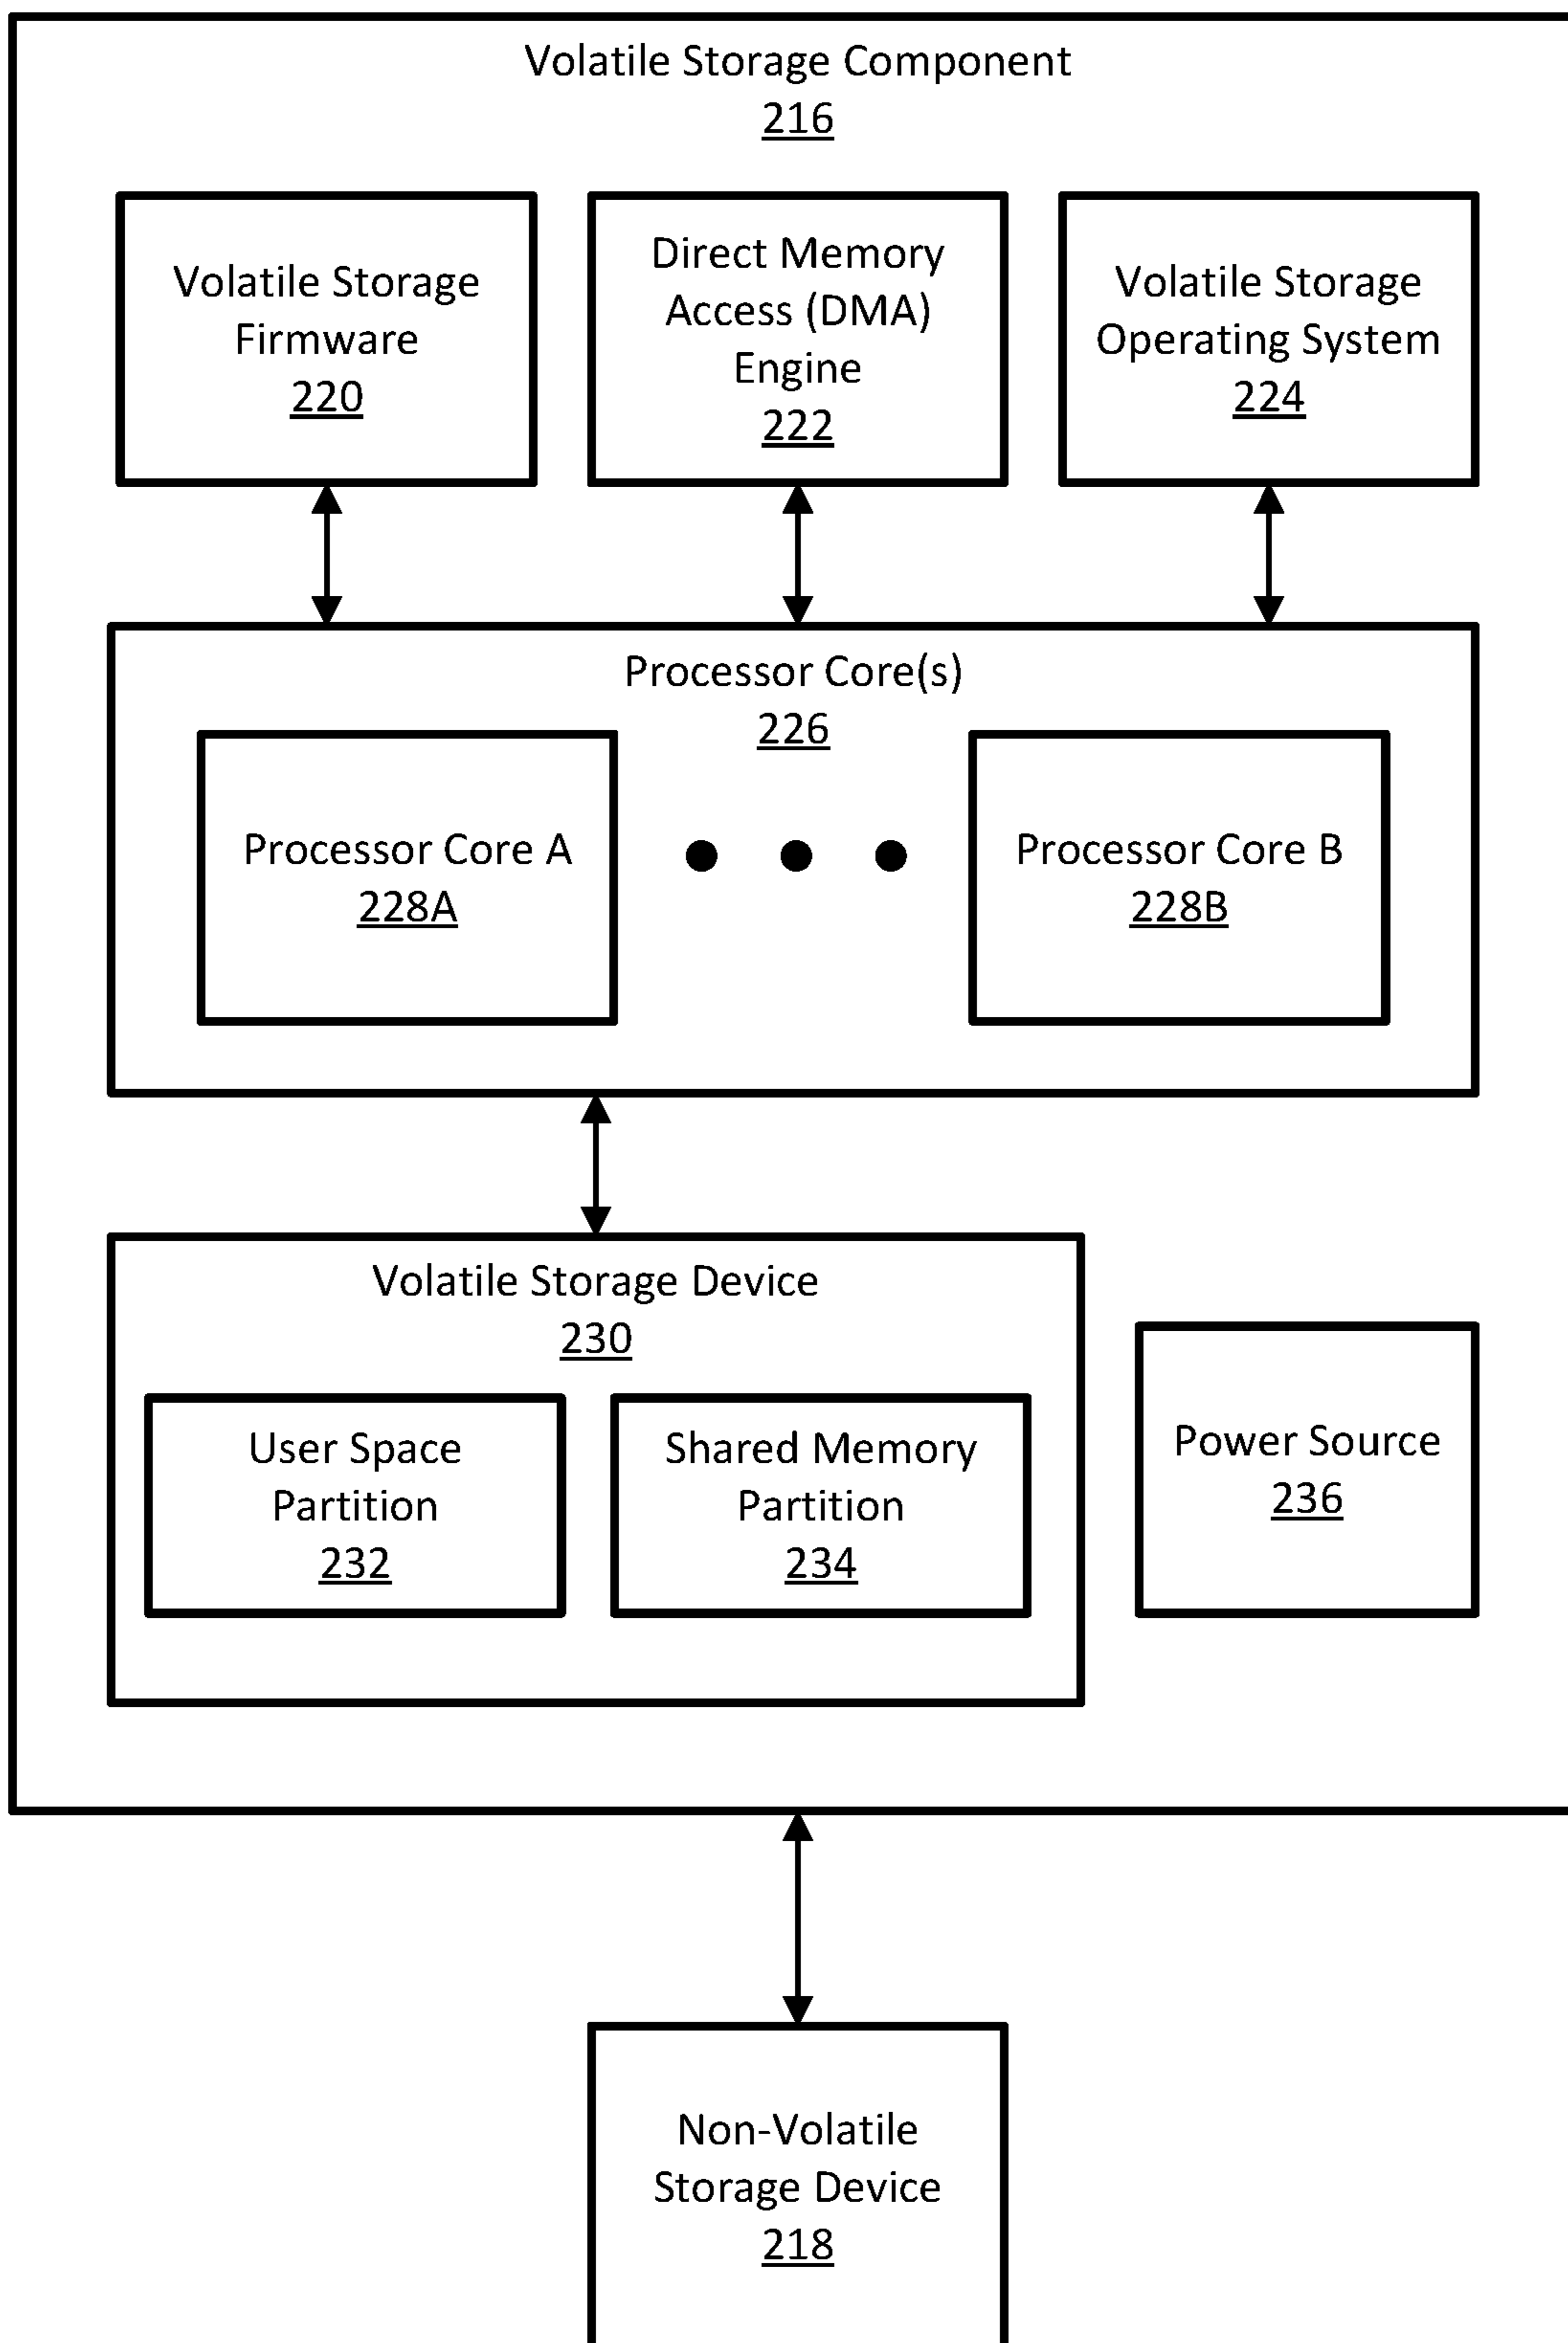 Volatile Storage Component
216
Volatile Storage
Firmware
220
Direct Memory
Access (DMA)
Engine
222
Volatile Storage
Operating System
224
Processor Core(s)
226
Processor Core A
228A
Processor Core B
228B
Volatile Storage Device
230
User Space
Partition
232
Shared Memory
Partition
234
Power Source
236
Non-Volatile
Storage Device
218